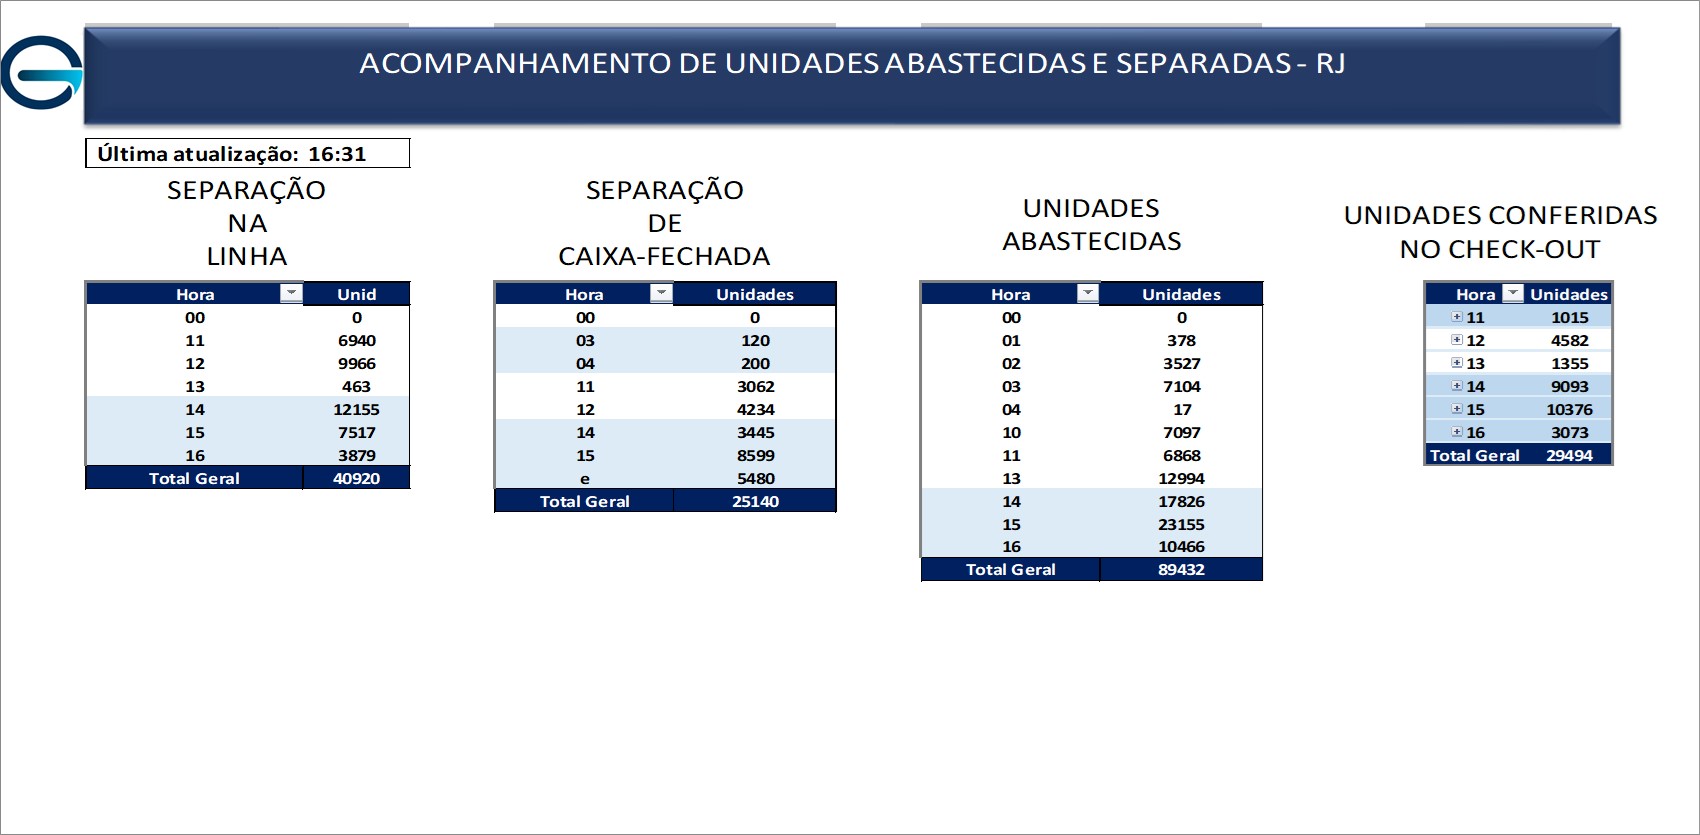 ACOMPANHAMENTO DE UNIDADES ABASTECIDAS E SEPARADAS - RJ
Última atualização: 16:31
SEPARAÇÃO
NA
LINHA
Hora Unid
00 0
11 6940
12 9966
13 463
14 12155
15 7517
16 3879
Total Geral 40920
SEPARAÇÃO
DE
CAIXA-FECHADA
Hora Unidades
00 0
03 120
04 200
11 3062
12 4234
14 3445
15 8599
e 5480
Total Geral 25140
UNIDADES
ABASTECIDAS
Hora Unidades
00 0
01 378
02 3527
03 7104
04 17
10 7097
11 6868
13 12994
14 17826
15 23155
16 10466
Total Geral 89432
UNIDADES CONFERIDAS
NO CHECK-OUT
Hora Unidades
11 1015
12 4582
13 1355
14 9093
15 10376
16 3073
Total Geral 29494